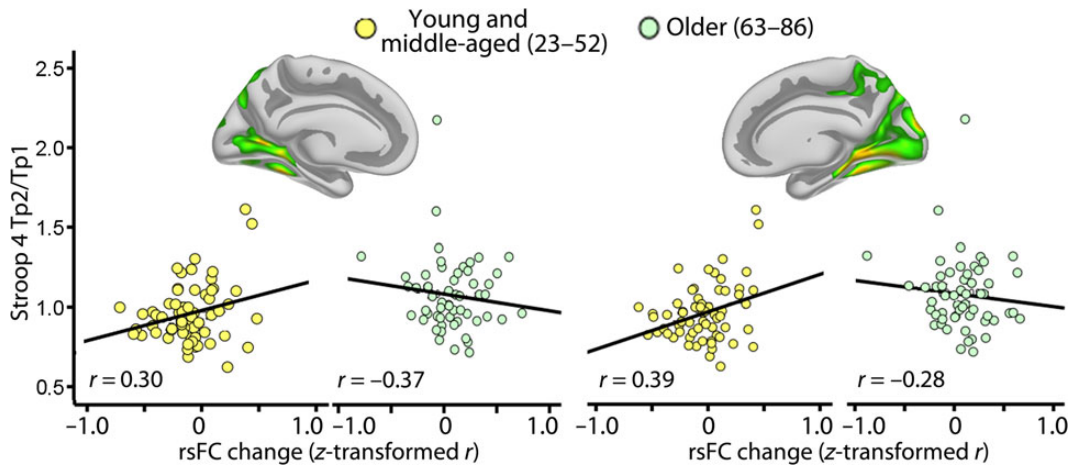 Young and
middle-aged (23–52)
Older (63–86)
Stroop 4 Tp2/Tp1
2.5
2.0
1.5
1.0
0.5
r = 0.30
r = –0.37
r = 0.39
r = –0.28
–1.0 0 1.0 –1.0 0 1.0 –1.0 0 1.0 –1.0 0 1.0
rsFC change (z-transformed r) rsFC change (z-transformed r)